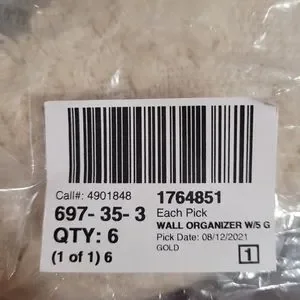 Call#: 4901848 1764851
697- 35- 3 Each Pick
WALL ORGANIZER W/5 G
QTY: 6 Pick Date: 08/12/2021
GOLD
(1 of 1) 6 1